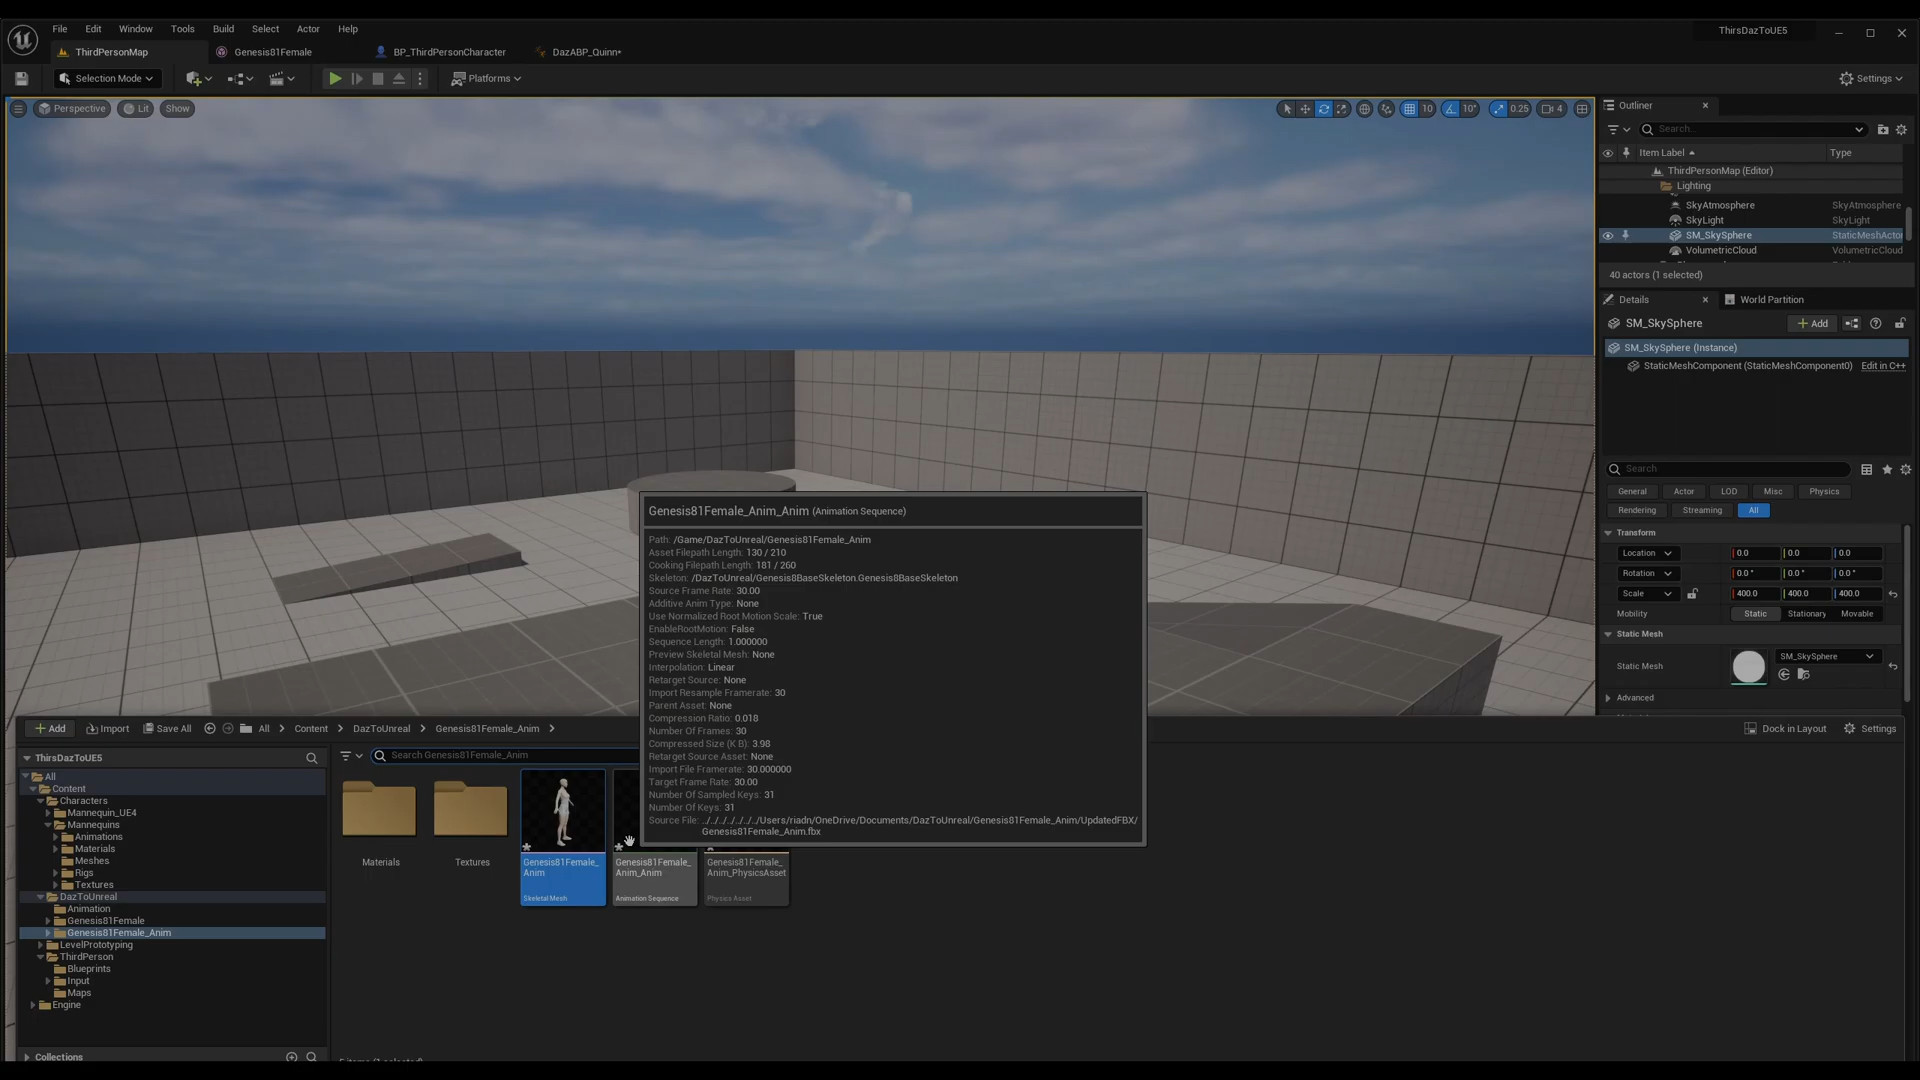 File Edit Window Tools Build Select Actor Help
ThirsDazToUE5
ThirdPersonMap
Genesis81Female
BP_ThirdPersonCharacter
DazABP_Quinn*
Selection Mode
Platforms
Settings
Perspective
Lit
Show
10
10°
0.25
4
Outliner
Search...
Item Label
Type
ThirdPersonMap (Editor)
Lighting
SkyAtmosphere SkyAtmosphere
SkyLight SkyLight
SM_SkySphere StaticMeshActor
VolumetricCloud VolumetricCloud
40 actors (1 selected)
Details
World Partition
SM_SkySphere
Add
SM_SkySphere (Instance)
StaticMeshComponent (StaticMeshComponent0) Edit in C++
Search
General Actor LOD Misc Physics
Rendering Streaming All
Transform
Location 0.0 0.0 0.0
Rotation 0.0 ° 0.0 ° 0.0 °
Scale 400.0 400.0 400.0
Mobility Static Stationary Movable
Static Mesh
Static Mesh SM_SkySphere
Advanced
Genesis81Female_Anim_Anim (Animation Sequence)
Path: /Game/DazToUnreal/Genesis81Female_Anim
Asset Filepath Length: 130 / 210
Cooking Filepath Length: 181 / 260
Skeleton: /DazToUnreal/Genesis8BaseSkeleton.Genesis8BaseSkeleton
Source Frame Rate: 30.00
Additive Anim Type: None
Use Normalized Root Motion Scale: True
EnableRootMotion: False
Sequence Length: 1.000000
Preview Skeletal Mesh: None
Interpolation: Linear
Retarget Source: None
Import Resample Framerate: 30
Parent Asset: None
Compression Ratio: 0.018
Number Of Frames: 30
Compressed Size (K B): 3.98
Retarget Source Asset: None
Import File Framerate: 30.000000
Target Frame Rate: 30.00
Number Of Sampled Keys: 31
Number Of Keys: 31
Source File: ../../../../../../../Users/riadn/OneDrive/Documents/DazToUnreal/Genesis81Female_Anim/UpdatedFBX/
Genesis81Female_Anim.fbx
Add
Import
Save All
All
Content
DazToUnreal
Genesis81Female_Anim
Dock in Layout
Settings
ThirsDazToUE5
Search Genesis81Female_Anim
All
Content
Characters
Mannequin_UE4
Mannequins
Animations
Materials
Meshes
Rigs
Textures
DazToUnreal
Animation
Genesis81Female
Genesis81Female_Anim
LevelPrototyping
ThirdPerson
Blueprints
Input
Maps
Engine
Collections
Materials
Textures
Genesis81Female_
Anim
Skeletal Mesh
Genesis81Female_
Anim_Anim
Animation Sequence
Genesis81Female_
Anim_PhysicsAsset
Physics Asset